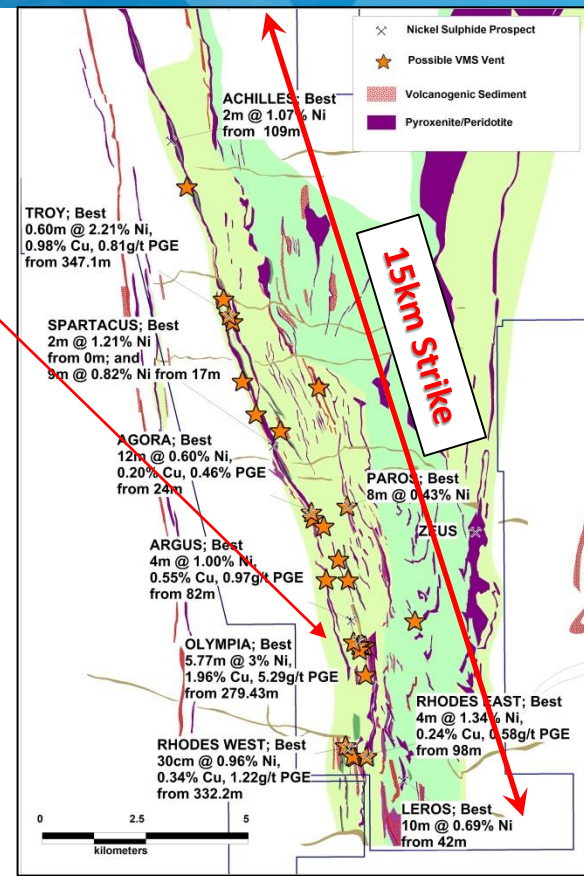 Nickel Sulphide Prospect
Possible VMS Vent
Volcanogenic Sediment
Pyroxenite/Peridotite
ACHILLES; Best
2m @ 1.07% Ni
from 109m
TROY; Best
0.60m @ 2.21% Ni,
0.98% Cu, 0.81g/t PGE
from 347.1m
15km Strike
SPARTACUS; Best
2m @ 1.21% Ni
from 0m; and
9m @ 0.82% Ni from 17m
AGORA; Best
12m @ 0.60% Ni,
0.20% Cu, 0.46% PGE
from 24m
PAROS; Best
8m @ 0.43% Ni
ZEUS
ARGUS; Best
4m @ 1.00% Ni,
0.55% Cu, 0.97g/t PGE
from 82m
OLYMPIA; Best
5.77m @ 3% Ni,
1.96% Cu, 5.29g/t PGE
from 279.43m
RHODES EAST; Best
4m @ 1.34% Ni,
0.24% Cu, 0.58g/t PGE
from 98m
RHODES WEST; Best
30cm @ 0.96% Ni,
0.34% Cu, 1.22g/t PGE
from 332.2m
LEROS; Best
10m @ 0.69% Ni
from 42m
0 2.5 5
kilometers